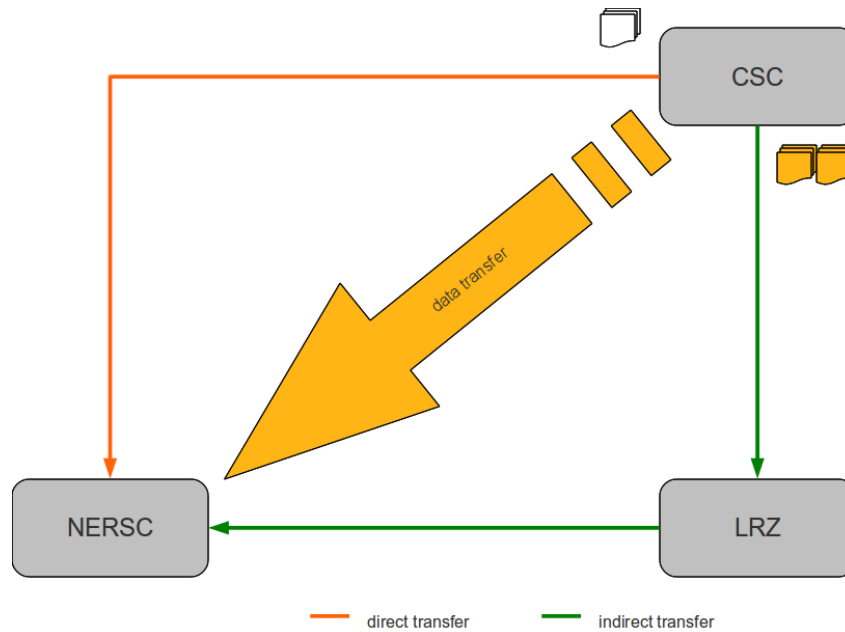 CSC
data transfer
NERSC
LRZ
direct transfer
indirect transfer